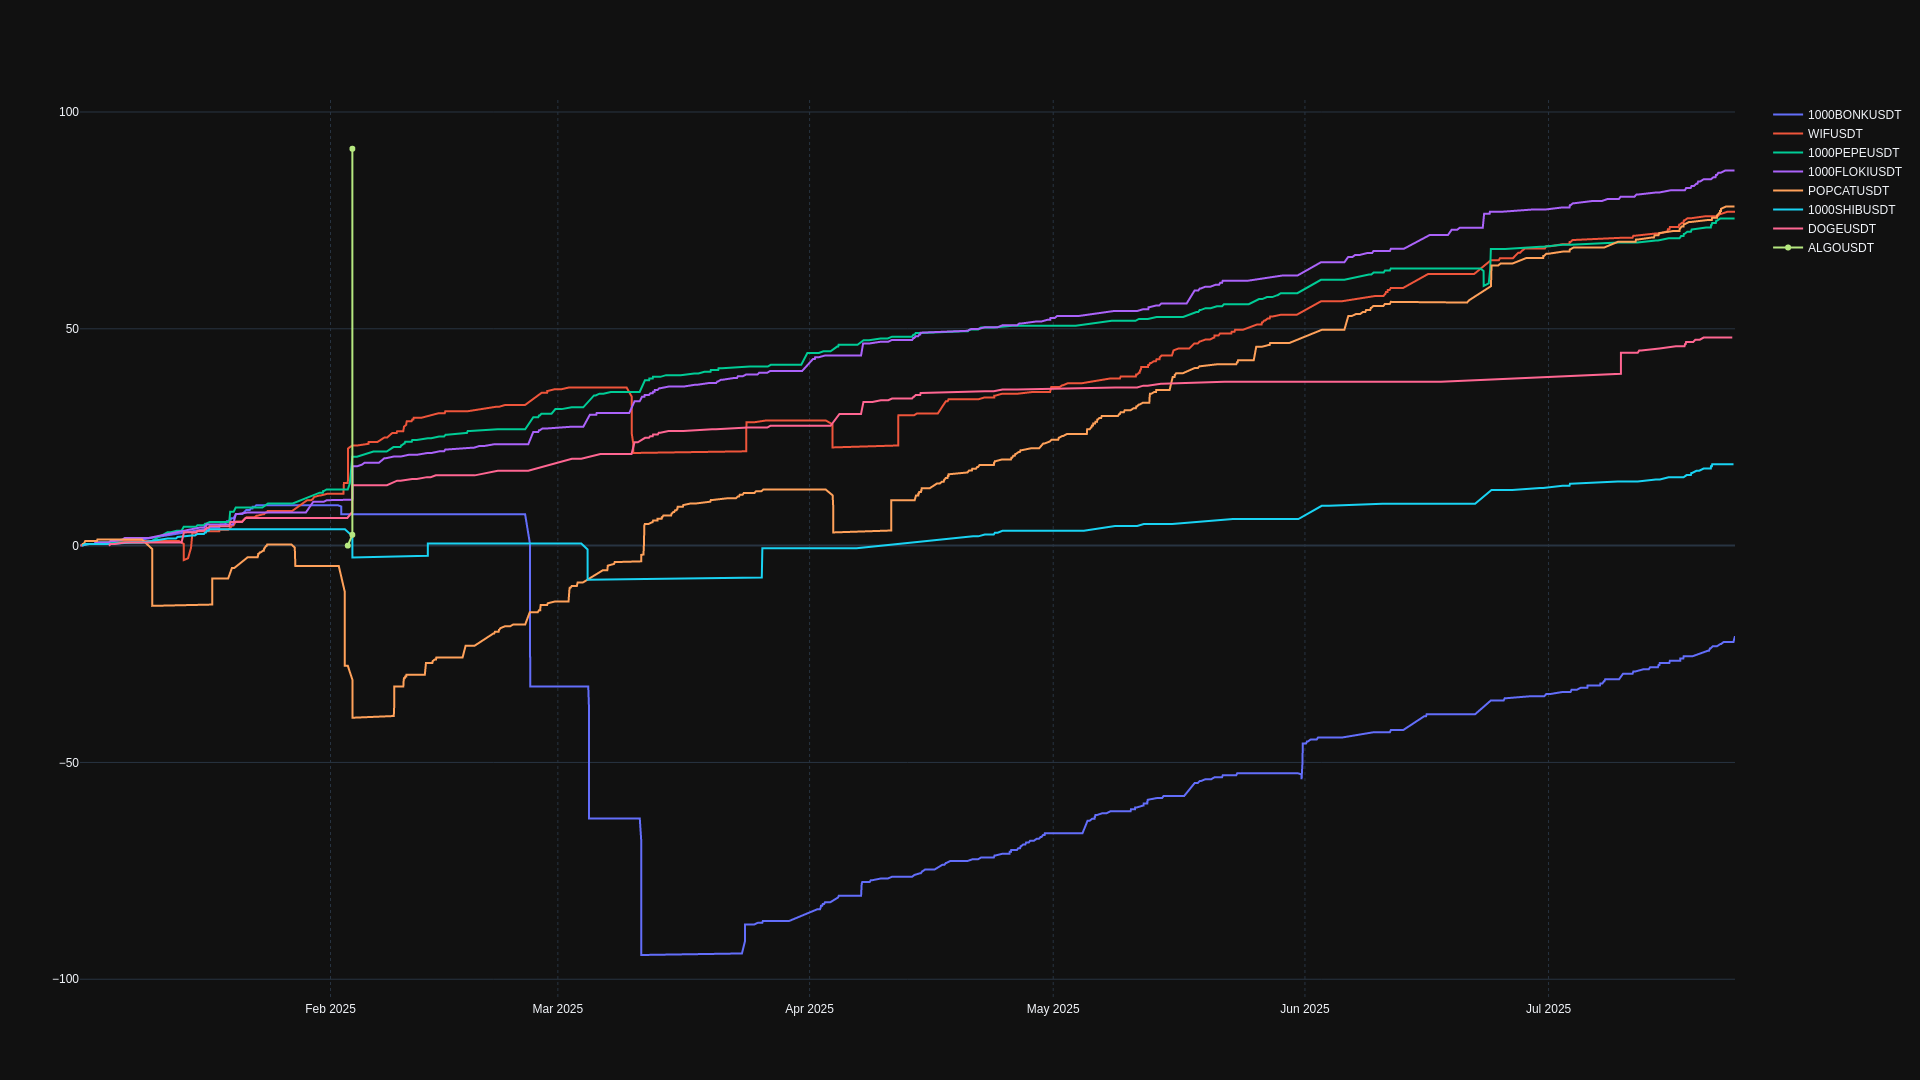 100
50
0
−50
−100
Feb 2025
Mar 2025
Apr 2025
May 2025
Jun 2025
Jul 2025
1000BONKUSDT
WIFUSDT
1000PEPEUSDT
1000FLOKIUSDT
POPCATUSDT
1000SHIBUSDT
DOGEUSDT
ALGOUSDT